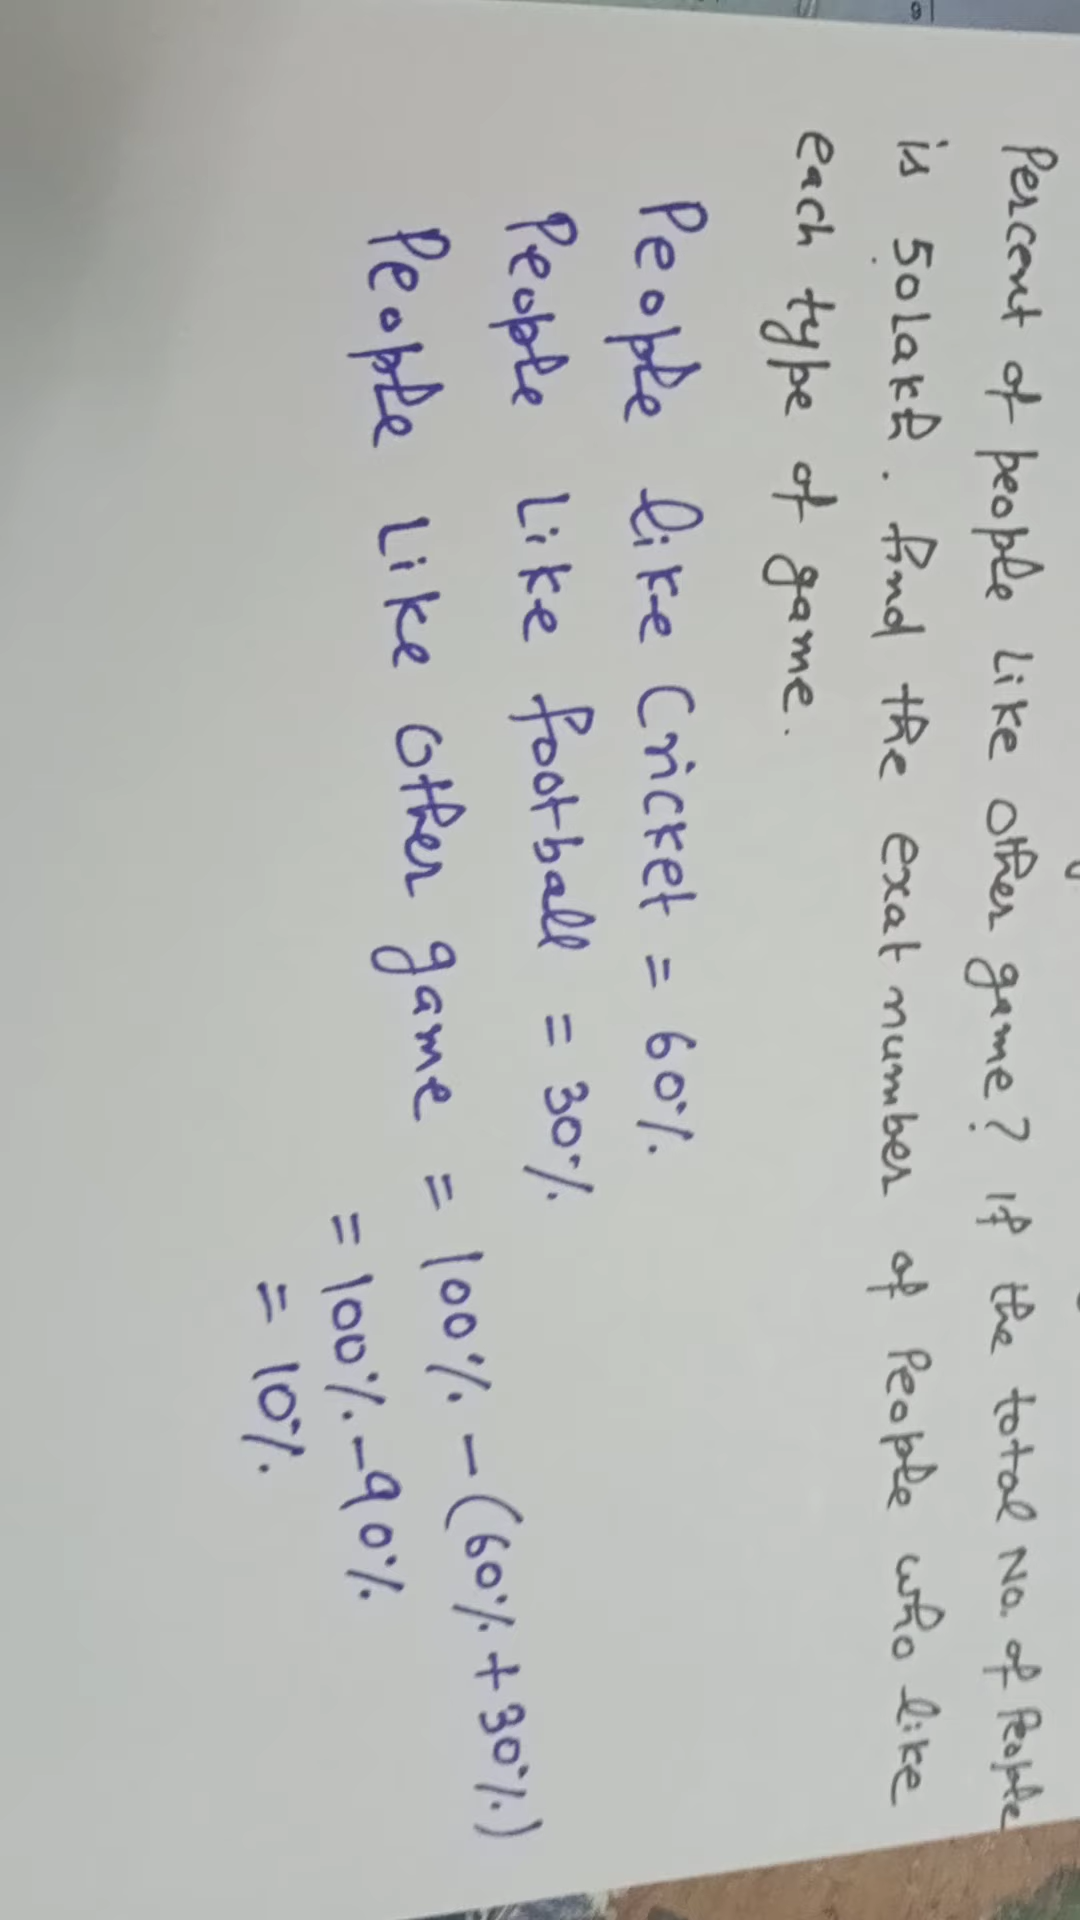 Percent of people like other game? If the total No. of People
is 50lakh. find the exat number of People who like
each type of game.
People like Cricket = 60%
People Like football = 30%
People Like other game = 100% - (60% + 30%)
= 100% - 90%
= 10%